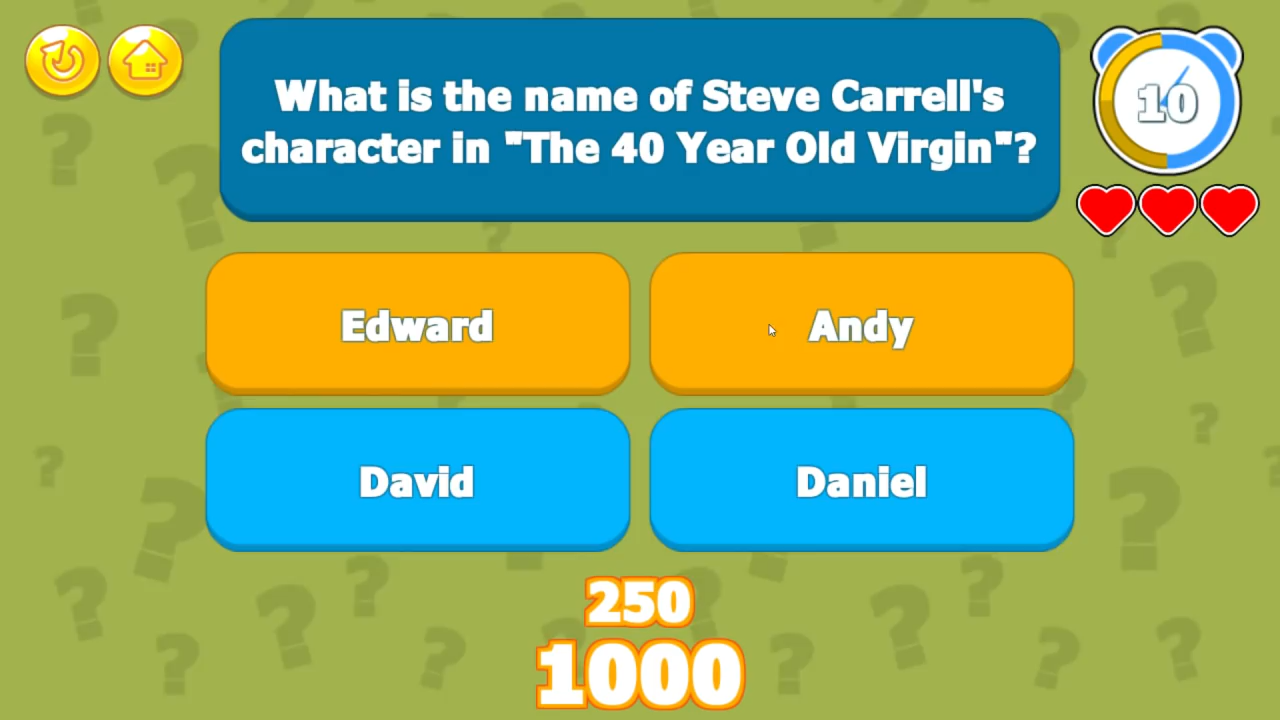 What is the name of Steve Carrell's
character in "The 40 Year Old Virgin"?
10
Edward
Andy
David
Daniel
250
1000